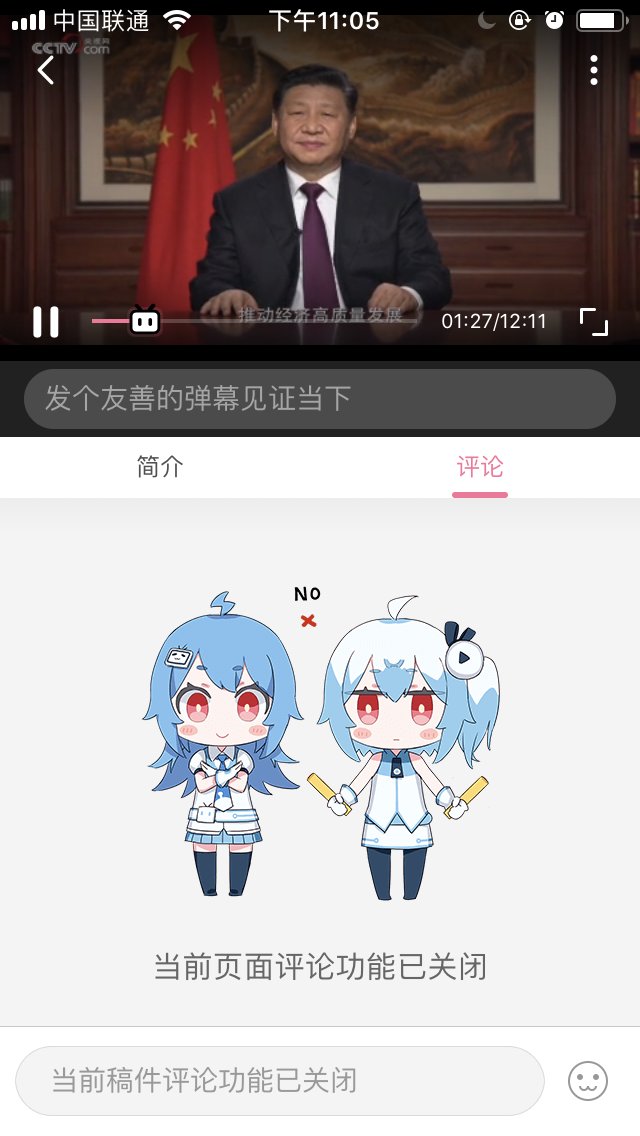 中国联通
下午11:05
CCTV 央视网
com
推动经济高质量发展
01:27/12:11
发个友善的弹幕见证当下
简介
评论
NO
当前页面评论功能已关闭
当前稿件评论功能已关闭